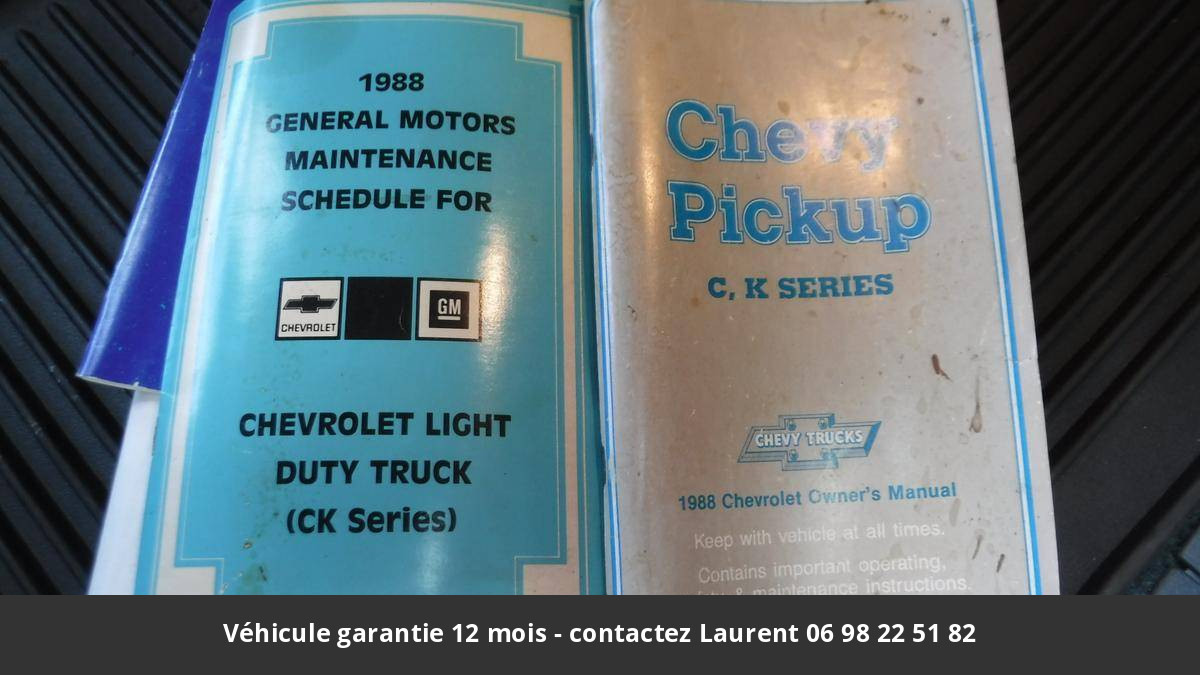 1988
GENERAL MOTORS
MAINTENANCE
SCHEDULE FOR
CHEVROLET
GM
CHEVROLET LIGHT
DUTY TRUCK
(CK Series)
Chevy
Pickup
C, K SERIES
CHEVY TRUCKS
1988 Chevrolet Owner's Manual
Keep with vehicle at all times.
Contains important operating,
& maintenance instructions.
Véhicule garantie 12 mois - contactez Laurent 06 98 22 51 82